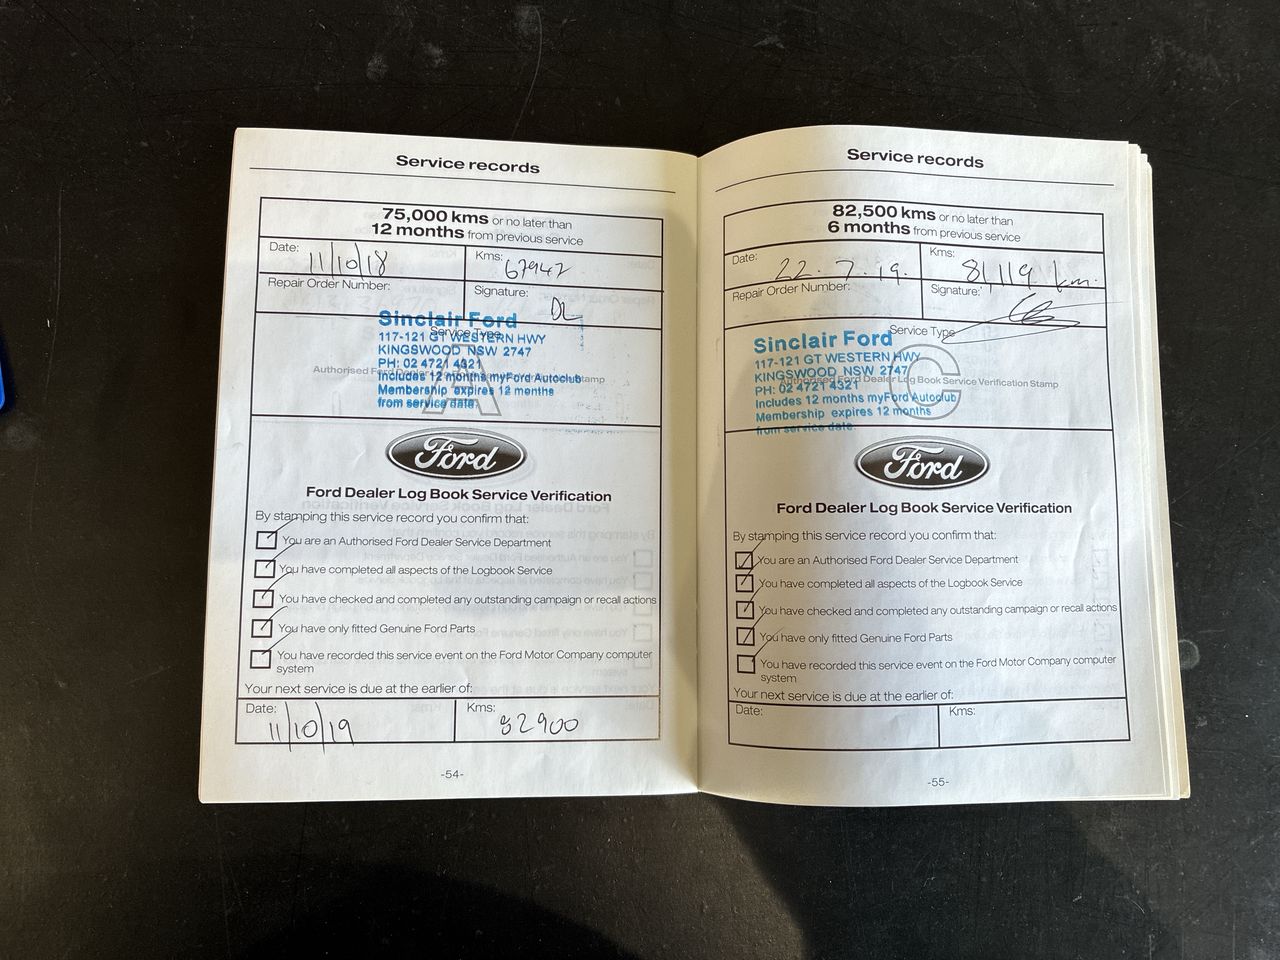 Service records
75,000 kms or no later than
12 months from previous service
Date: 11/10/18
Kms: 67947
Repair Order Number:
Signature: DL
Sinclair Ford
Service Type
117-121 GT WESTERN HWY
KINGSWOOD NSW 2747
PH: 02 4721 4321
A
Authorised Ford Dealer Stamp
Includes 12 months myFord Autoclub
Membership expires 12 months
from service date.
Ford
Ford Dealer Log Book Service Verification
By stamping this service record you confirm that:
You are an Authorised Ford Dealer Service Department
You have completed all aspects of the Logbook Service
You have checked and completed any outstanding campaign or recall actions
You have only fitted Genuine Ford Parts
You have recorded this service event on the Ford Motor Company computer
system
Your next service is due at the earlier of:
Date: 11/10/19
Kms: 82900
-54-
Service records
82,500 kms or no later than
6 months from previous service
Date: 22.7.19.
Kms: 81,119 km.
Repair Order Number:
Signature:
Service Type
Sinclair Ford
117-121 GT WESTERN HWY
KINGSWOOD NSW 2747
PH: 02 4721 4321
C
Authorised Ford Dealer Log Book Service Verification Stamp
Includes 12 months myFord Autoclub
Membership expires 12 months
from service date.
Ford
Ford Dealer Log Book Service Verification
By stamping this service record you confirm that:
You are an Authorised Ford Dealer Service Department
You have completed all aspects of the Logbook Service
You have checked and completed any outstanding campaign or recall actions
You have only fitted Genuine Ford Parts
You have recorded this service event on the Ford Motor Company computer
system
Your next service is due at the earlier of:
Date:
Kms:
-55-